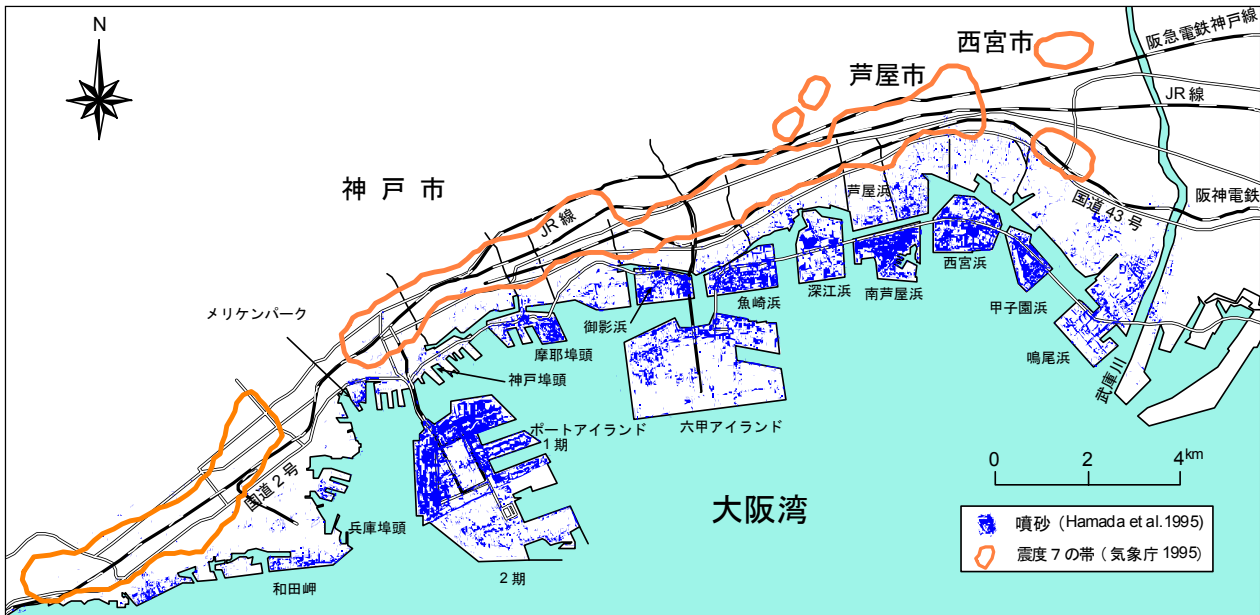 N
西宮市
阪急電鉄神戸線
芦屋市
JR線
神戸市
芦屋浜
国道43号
阪神電鉄
JR線
西宮浜
深江浜
南芦屋浜
魚崎浜
甲子園浜
メリケンパーク
御影浜
摩耶埠頭
鳴尾浜
神戸埠頭
武庫川
ポートアイランド
1期
六甲アイランド
0 2 4km
国道2号
大阪湾
兵庫埠頭
噴砂（Hamada et al.1995）
震度7の帯（気象庁1995）
2期
和田岬